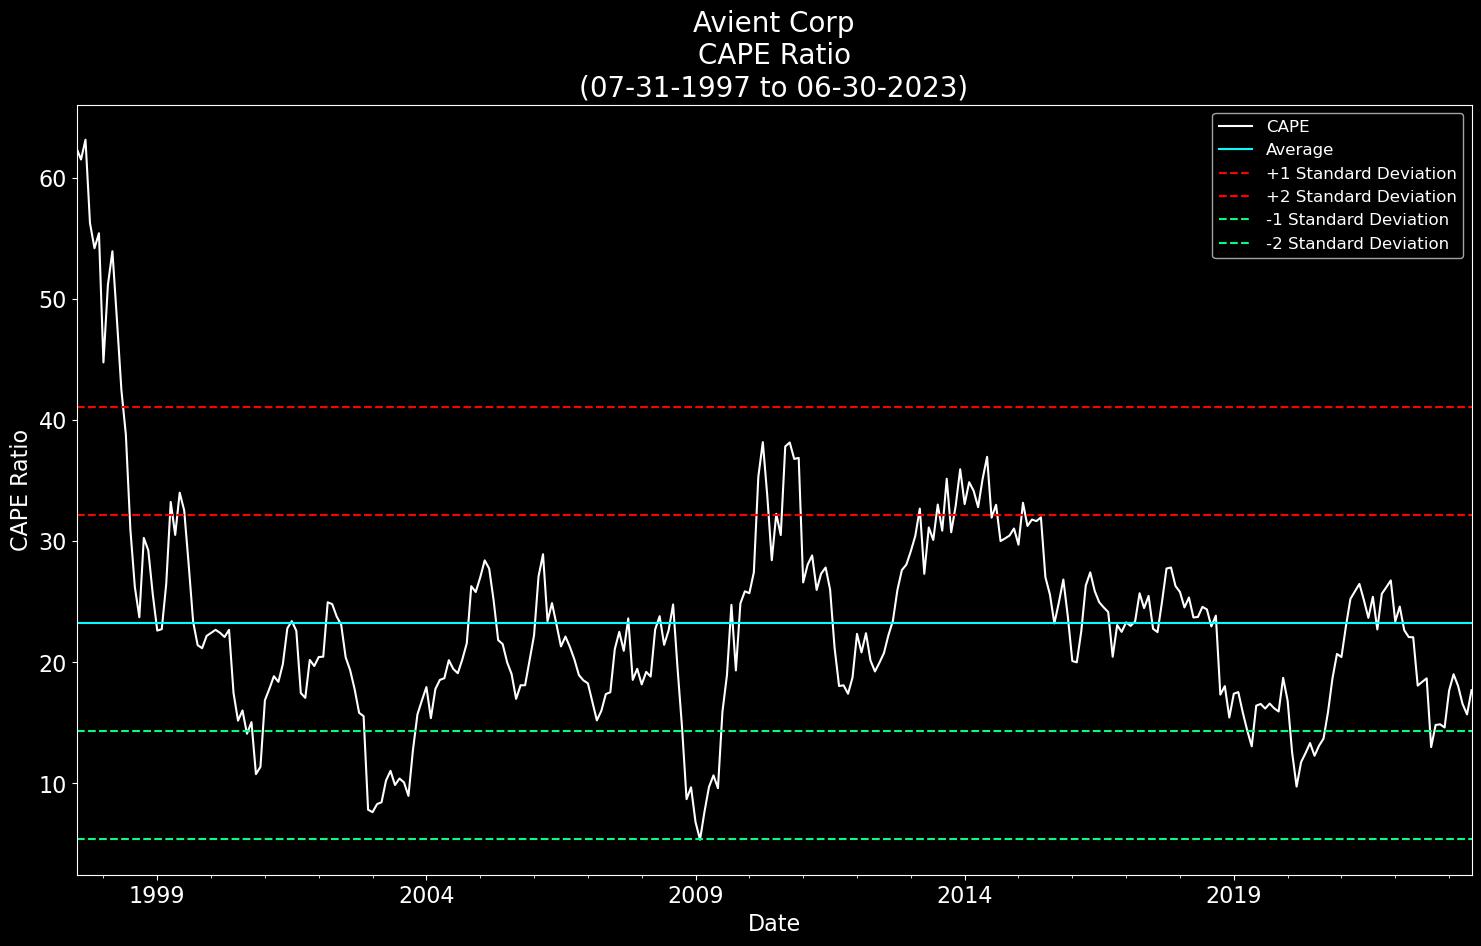 Avient Corp
CAPE Ratio
(07-31-1997 to 06-30-2023)
CAPE
Average
+1 Standard Deviation
+2 Standard Deviation
-1 Standard Deviation
-2 Standard Deviation
CAPE Ratio
60
50
40
30
20
10
1999
2004
2009
2014
2019
Date